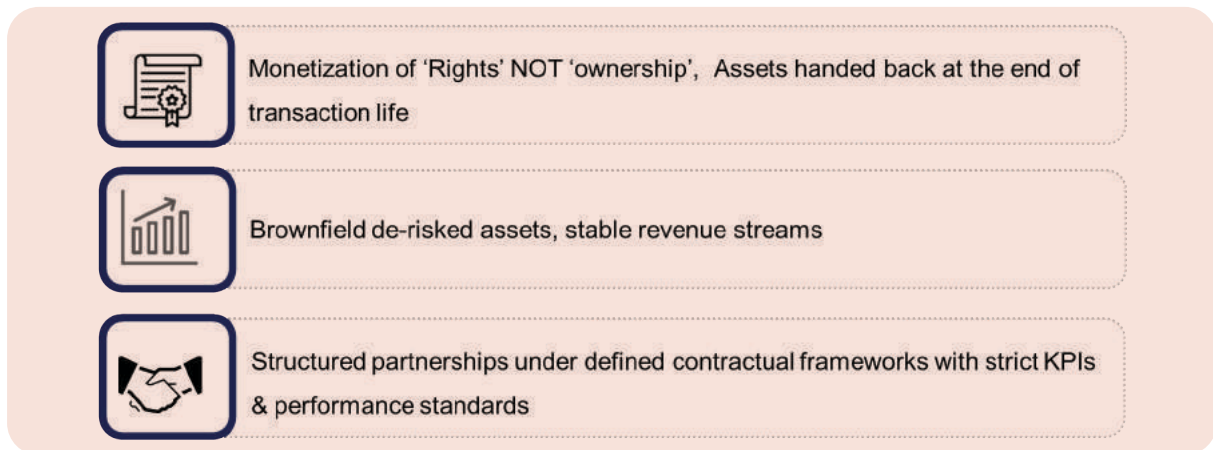 Monetization of ‘Rights’ NOT ‘ownership’, Assets handed back at the end of
transaction life
Brownfield de-risked assets, stable revenue streams
Structured partnerships under defined contractual frameworks with strict KPIs
& performance standards